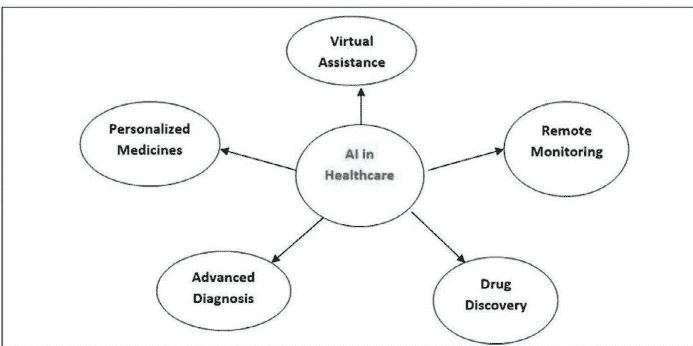 Virtual
Assistance
Personalized
Medicines
AI in
Healthcare
Remote
Monitoring
Advanced
Diagnosis
Drug
Discovery